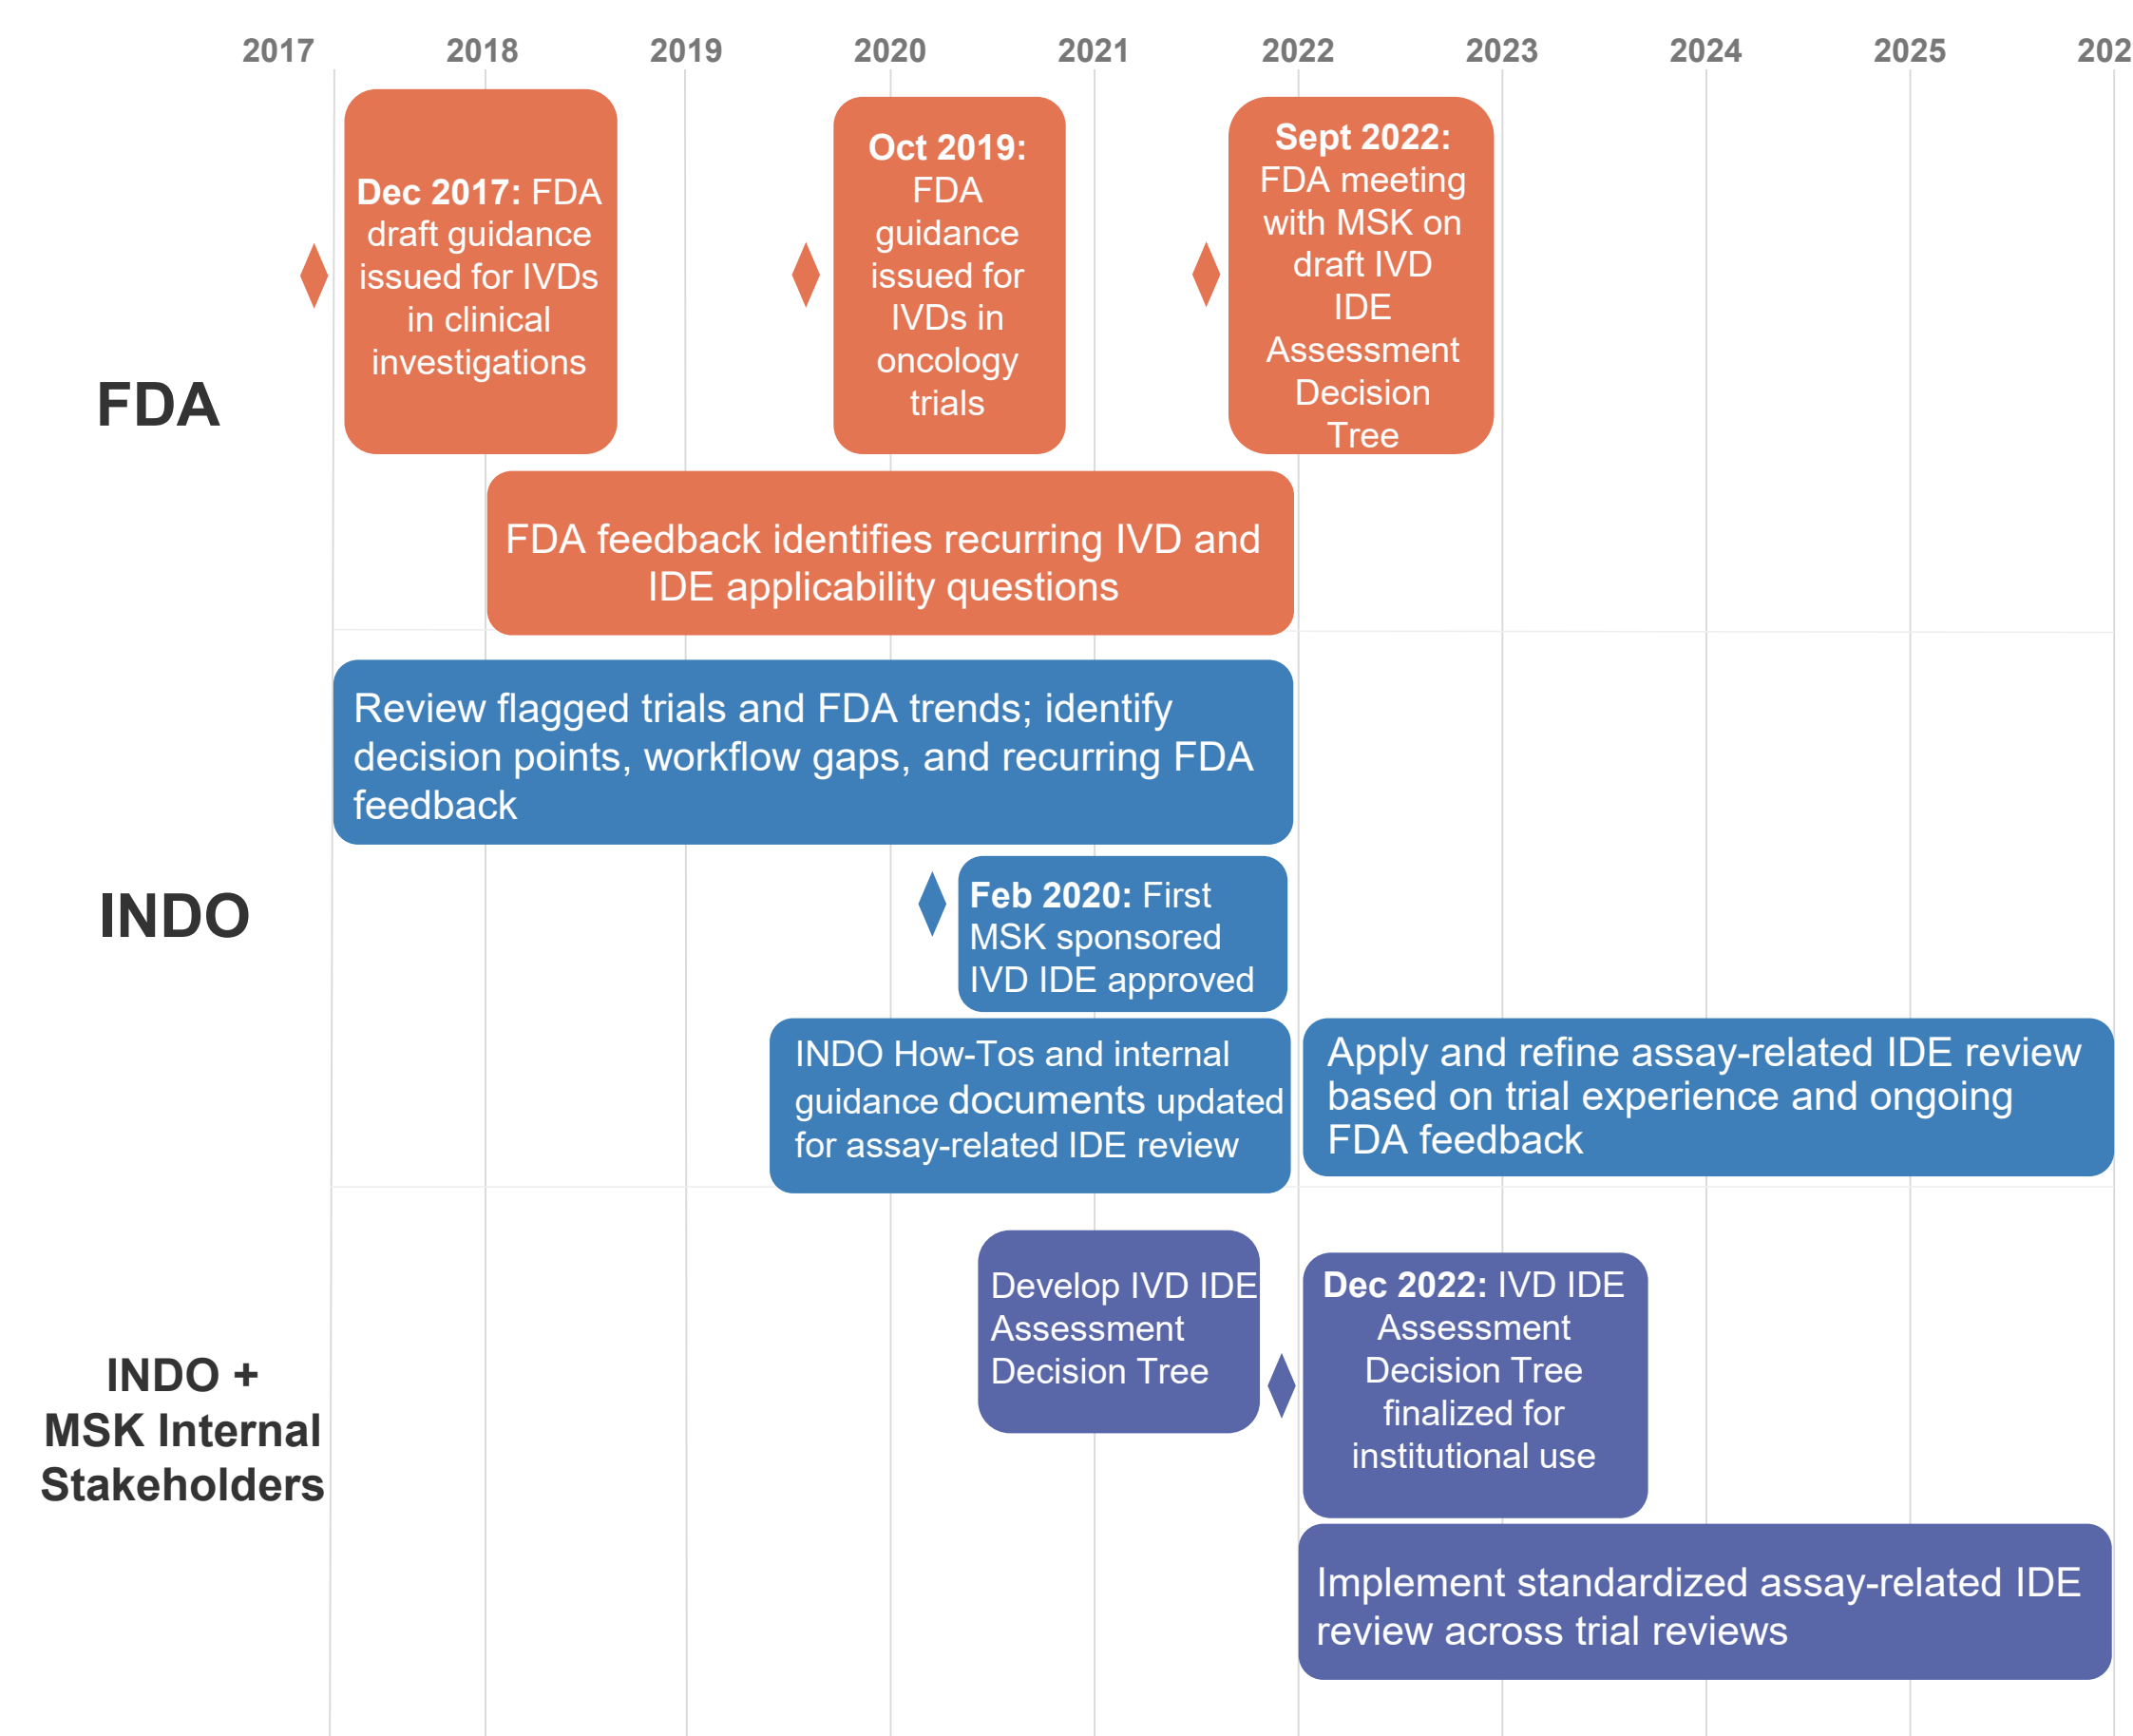 2017 2018 2019 2020 2021 2022 2023 2024 2025 202
FDA
Dec 2017: FDA
draft guidance
issued for IVDs
in clinical
investigations
Oct 2019:
FDA
guidance
issued for
IVDs in
oncology
trials
Sept 2022:
FDA meeting
with MSK on
draft IVD
IDE
Assessment
Decision
Tree
FDA feedback identifies recurring IVD and
IDE applicability questions
INDO
Review flagged trials and FDA trends; identify
decision points, workflow gaps, and recurring FDA
feedback
Feb 2020: First
MSK sponsored
IVD IDE approved
INDO How-Tos and internal
guidance documents updated
for assay-related IDE review
Apply and refine assay-related IDE review
based on trial experience and ongoing
FDA feedback
INDO +
MSK Internal
Stakeholders
Develop IVD IDE
Assessment
Decision Tree
Dec 2022: IVD IDE
Assessment
Decision Tree
finalized for
institutional use
Implement standardized assay-related IDE
review across trial reviews